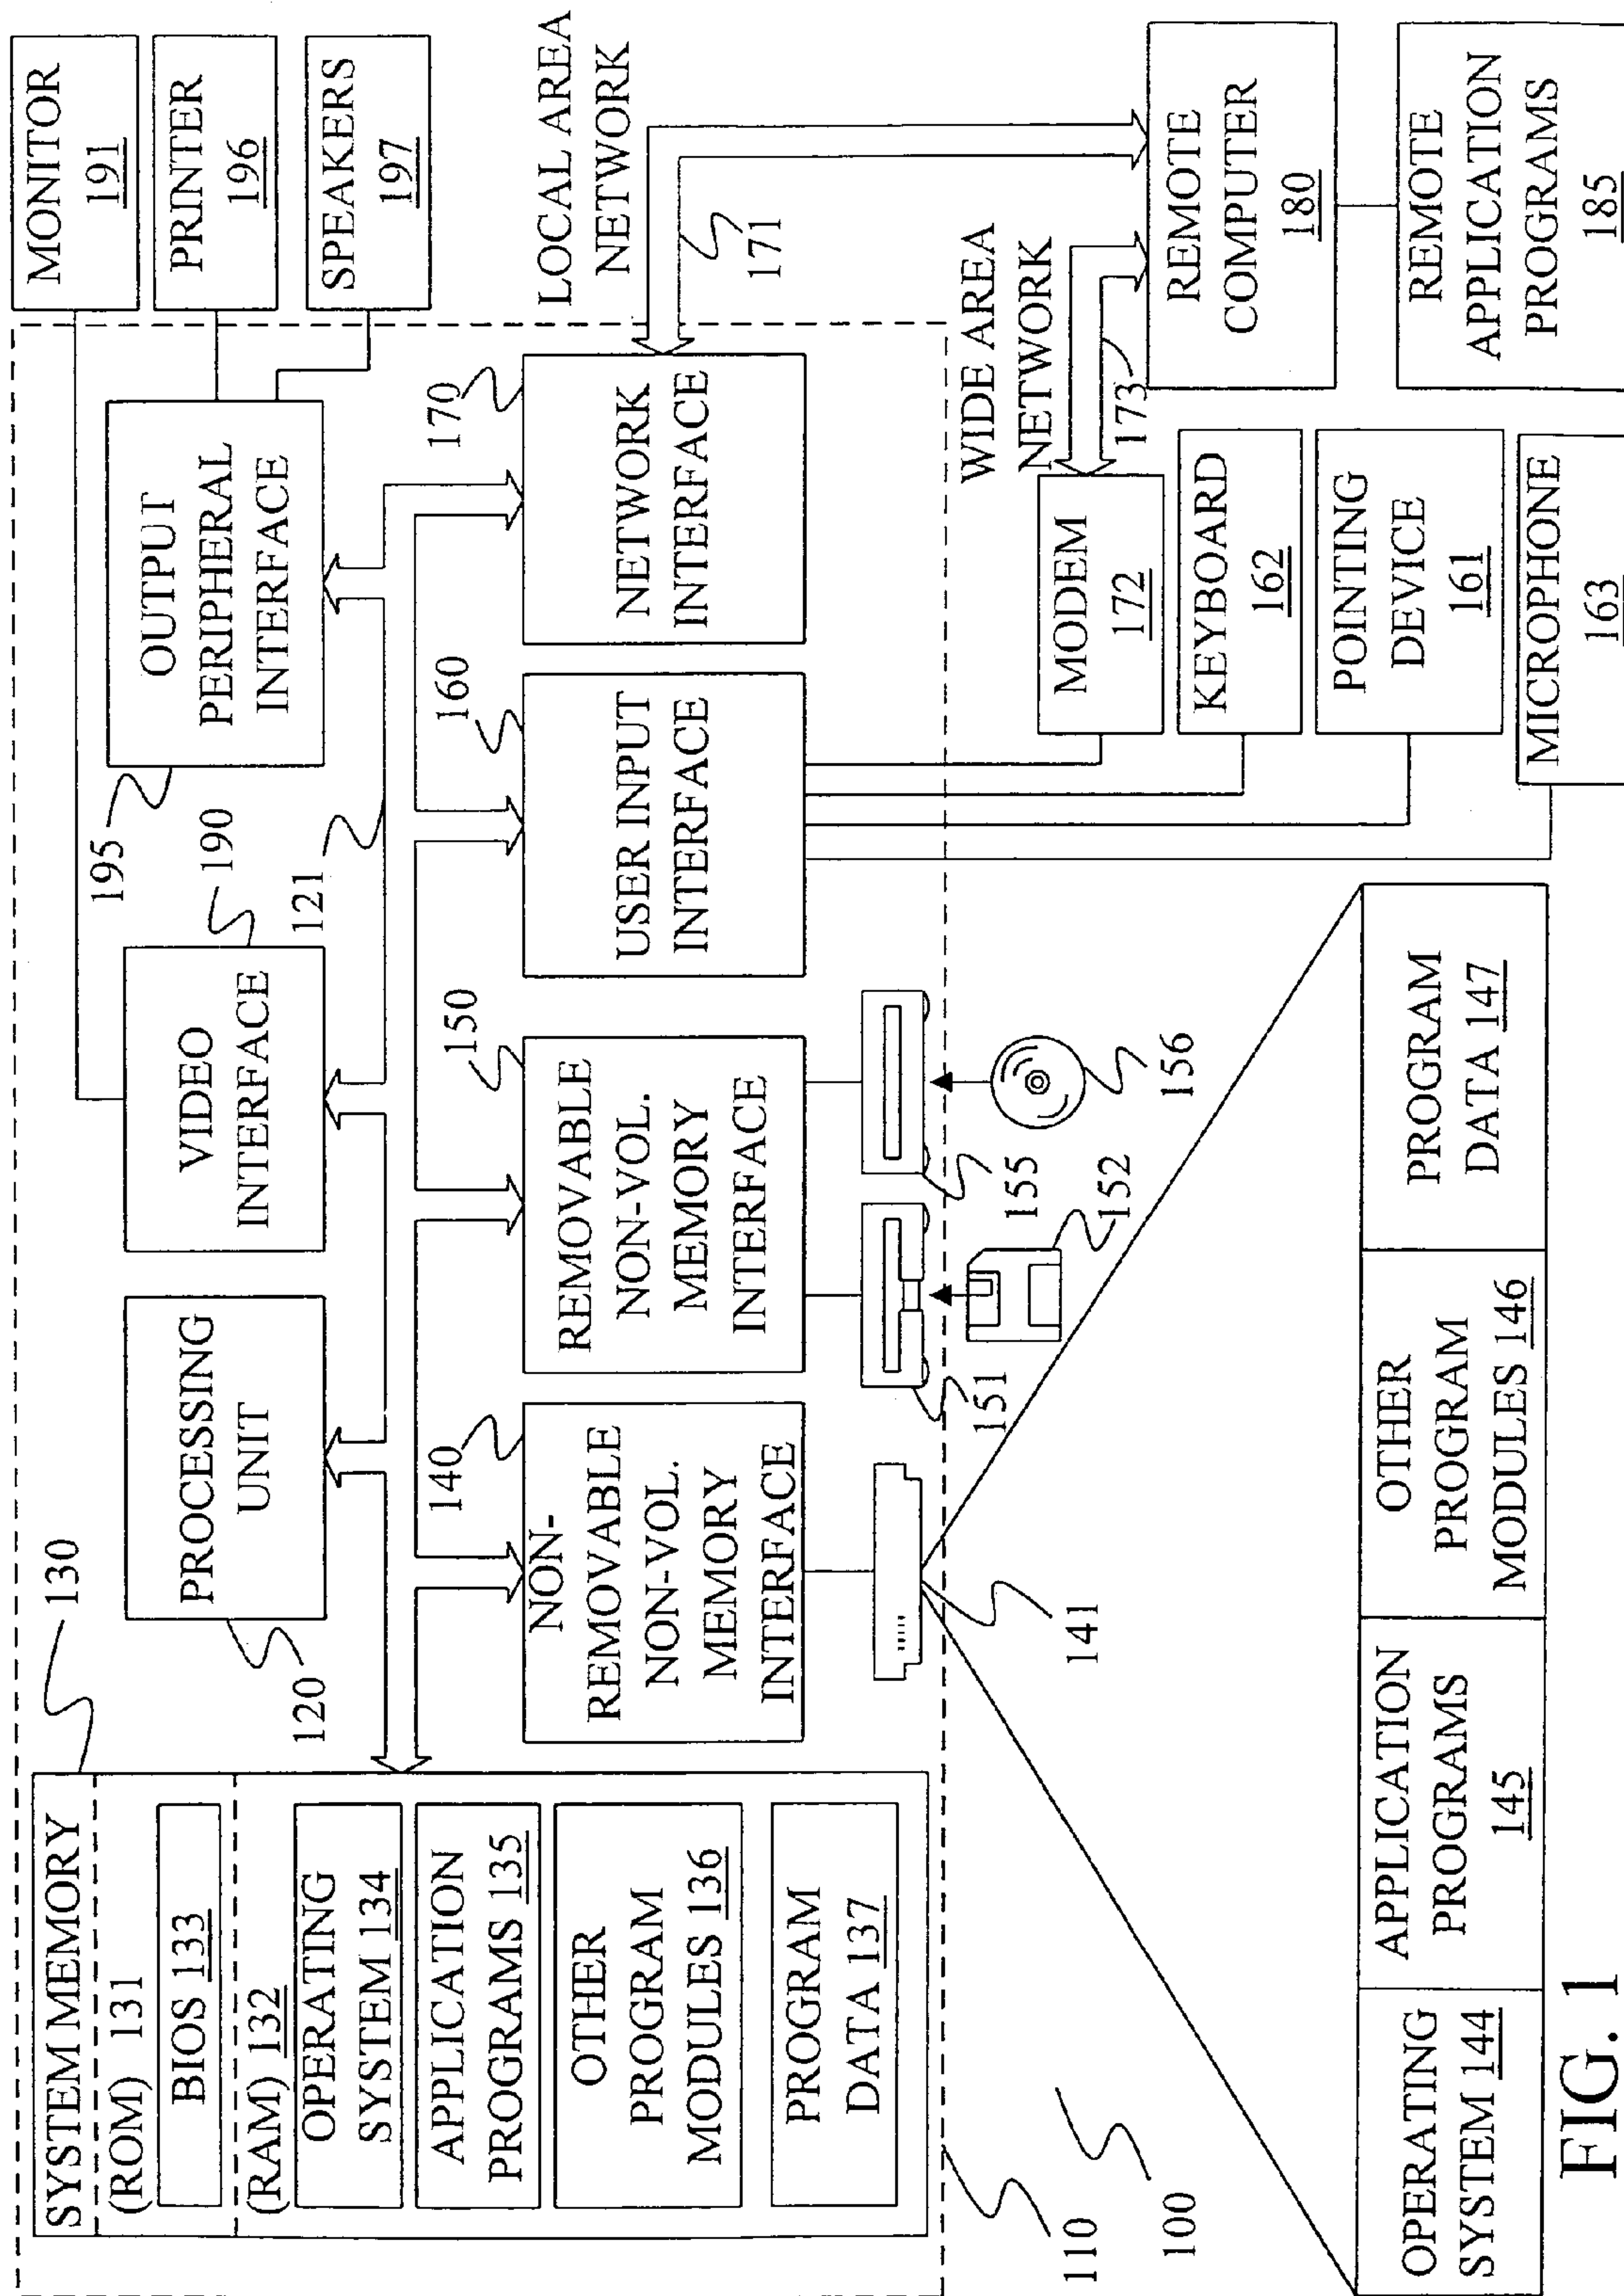 SYSTEM MEMORY
(ROM) 131
BIOS 133
(RAM) 132
OPERATING
SYSTEM 134
APPLICATION
PROGRAMS 135
OTHER
PROGRAM
MODULES 136
PROGRAM
DATA 137
130
PROCESSING
UNIT
120
VIDEO
INTERFACE
190
121
OUTPUT
PERIPHERAL
INTERFACE
195
MONITOR
191
PRINTER
196
SPEAKERS
197
NON-
REMOVABLE
NON-VOL.
MEMORY
INTERFACE
140
REMOVABLE
NON-VOL.
MEMORY
INTERFACE
150
USER INPUT
INTERFACE
160
NETWORK
INTERFACE
170
LOCAL AREA
NETWORK
171
141
151
152
155
156
WIDE AREA
NETWORK
173
MODEM
172
KEYBOARD
162
POINTING
DEVICE
161
MICROPHONE
163
REMOTE
COMPUTER
180
REMOTE
APPLICATION
PROGRAMS
185
110
100
OPERATING
SYSTEM 144
APPLICATION
PROGRAMS
145
OTHER
PROGRAM
MODULES 146
PROGRAM
DATA 147
FIG. 1